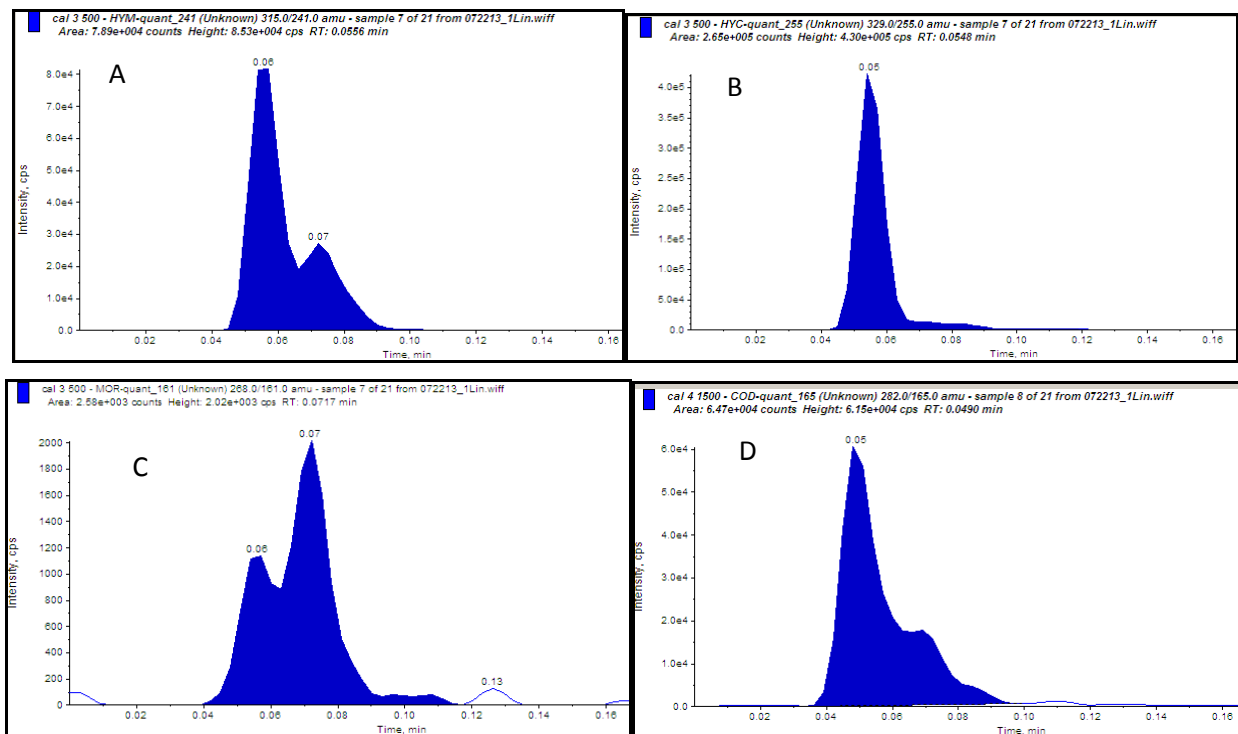 cal 3 500 - HYM-quant_241 (Unknown) 315.0/241.0 amu - sample 7 of 21 from 072213_1Lin.wiff
Area: 7.89e+004 counts Height: 8.53e+004 cps RT: 0.0556 min
A
0.06
0.07
8.0e4
7.0e4
6.0e4
5.0e4
4.0e4
3.0e4
2.0e4
1.0e4
0.0
Intensity, cps
0.02 0.04 0.06 0.08 0.10 0.12 0.14 0.16
Time, min
cal 3 500 - HYC-quant_255 (Unknown) 329.0/255.0 amu - sample 7 of 21 from 072213_1Lin.wiff
Area: 2.65e+005 counts Height: 4.30e+005 cps RT: 0.0548 min
B
0.05
4.0e5
3.5e5
3.0e5
2.5e5
2.0e5
1.5e5
1.0e5
5.0e4
0.0
Intensity, cps
0.02 0.04 0.06 0.08 0.10 0.12 0.14 0.16
Time, min
cal 3 500 - MOR-quant_161 (Unknown) 268.0/161.0 amu - sample 7 of 21 from 072213_1Lin.wiff
Area: 2.58e+003 counts Height: 2.02e+003 cps RT: 0.0717 min
C
0.07
0.06
0.13
2000
1800
1600
1400
1200
1000
800
600
400
200
0
Intensity, cps
0.02 0.04 0.06 0.08 0.10 0.12 0.14 0.16
Time, min
cal 4 1500 - COD-quant_165 (Unknown) 282.0/165.0 amu - sample 8 of 21 from 072213_1Lin.wiff
Area: 6.47e+004 counts Height: 6.15e+004 cps RT: 0.0490 min
D
0.05
6.0e4
5.0e4
4.0e4
3.0e4
2.0e4
1.0e4
0.0
Intensity, cps
0.02 0.04 0.06 0.08 0.10 0.12 0.14 0.16
Time, min